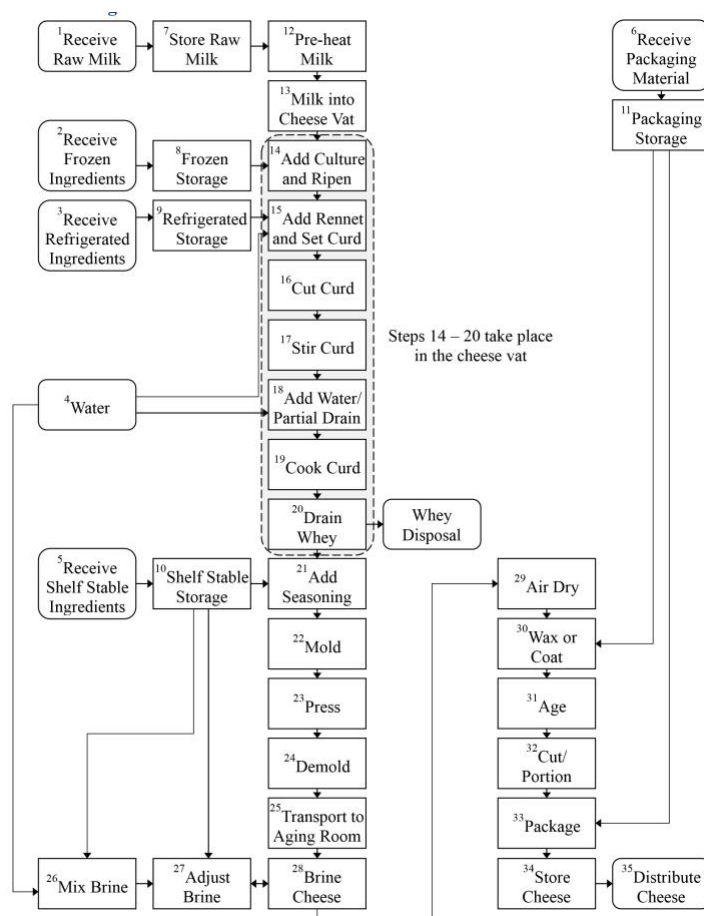 1Receive
Raw Milk
7Store Raw
Milk
12Pre-heat
Milk
6Receive
Packaging
Material
13Milk into
Cheese Vat
11Packaging
Storage
2Receive
Frozen
Ingredients
8Frozen
Storage
14Add Culture
and Ripen
3Receive
Refrigerated
Ingredients
9Refrigerated
Storage
15Add Rennet
and Set Curd
16Cut Curd
17Stir Curd
Steps 14 – 20 take place
in the cheese vat
4Water
18Add Water/
Partial Drain
19Cook Curd
20Drain
Whey
Whey
Disposal
5Receive
Shelf Stable
Ingredients
10Shelf Stable
Storage
21Add
Seasoning
29Air Dry
22Mold
30Wax or
Coat
23Press
31Age
24Demold
32Cut/
Portion
25Transport to
Aging Room
33Package
26Mix Brine
27Adjust
Brine
28Brine
Cheese
34Store
Cheese
35Distribute
Cheese